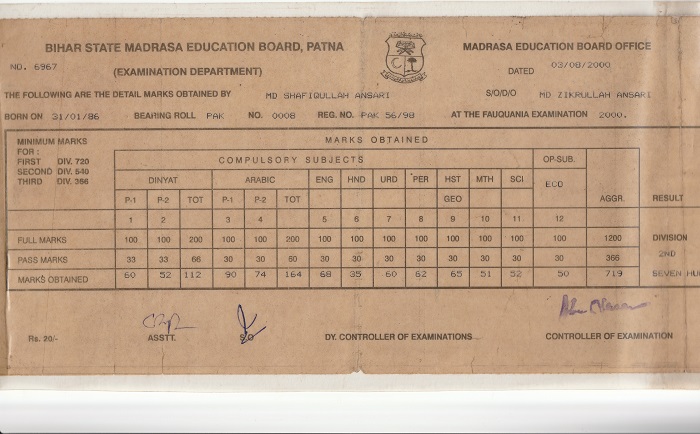 BIHAR STATE MADRASA EDUCATION BOARD, PATNA
MADRASA EDUCATION BOARD OFFICE
NO. 6967
(EXAMINATION DEPARTMENT)
DATED 03/08/2000
THE FOLLOWING ARE THE DETAIL MARKS OBTAINED BY MD SHAFIQULLAH ANSARI S/O/D/O MD ZIKRULLAH ANSARI
BORN ON 31/01/86 BEARING ROLL PAK NO. 0008 REG. NO. PAK 56/98 AT THE FAUQUANIA EXAMINATION 2000.
MINIMUM MARKS
FOR :
FIRST DIV. 720
SECOND DIV. 540
THIRD DIV. 366
MARKS OBTAINED
COMPULSORY SUBJECTS OP-SUB.
DINYAT ARABIC ENG HND URD PER HST MTH SCI. ECO
P-1 P-2 TOT P-1 P-2 TOT GEO AGGR. RESULT
1 2 3 4 5 6 7 8 9 10 11 12
FULL MARKS 100 100 200 100 100 200 100 100 100 100 100 100 100 100 1200 DIVISION
2ND
PASS MARKS 33 33 66 30 30 60 30 30 30 30 30 30 30 30 366
MARKS OBTAINED 60 52 112 90 74 164 68 35 60 62 65 51 52 50 719 SEVEN HU
Rs. 20/- ASSTT. S.O DY. CONTROLLER OF EXAMINATIONS CONTROLLER OF EXAMINATION